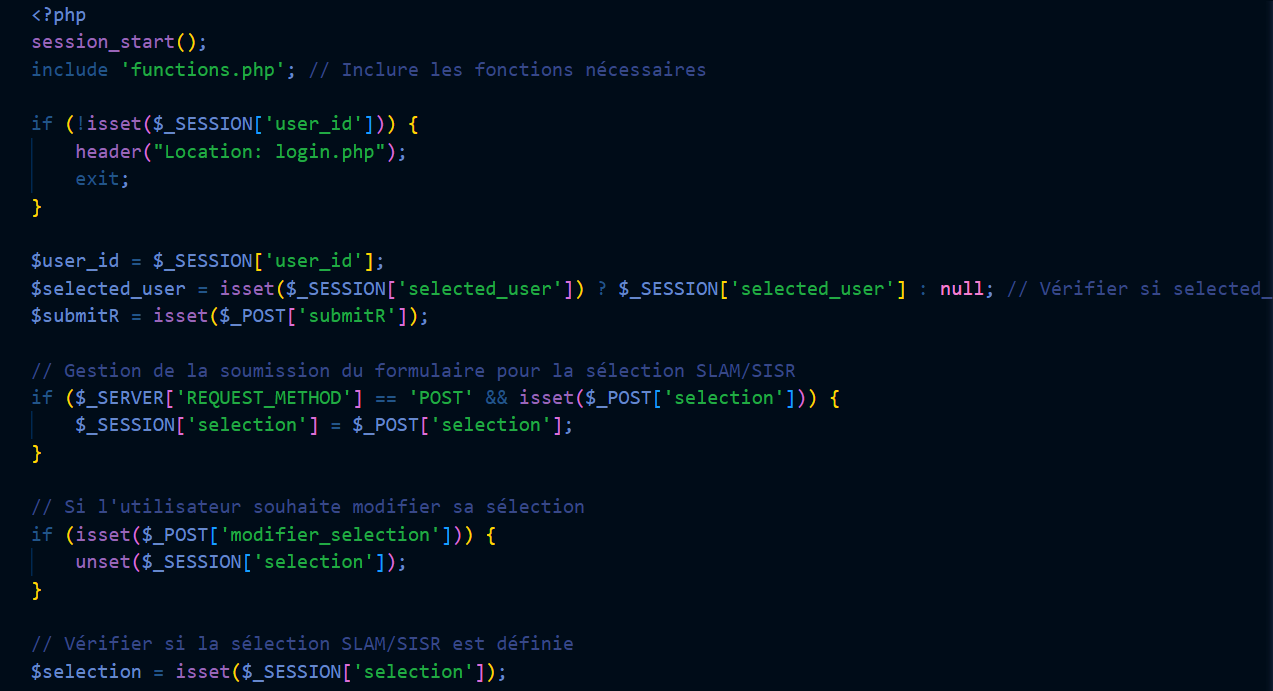 <?php
session_start();
include 'functions.php'; // Inclure les fonctions nécessaires
if (!isset($_SESSION['user_id'])) {
header("Location: login.php");
exit;
}
$user_id = $_SESSION['user_id'];
$selected_user = isset($_SESSION['selected_user']) ? $_SESSION['selected_user'] : null; // Vérifier si selected_
$submitR = isset($_POST['submitR']);
// Gestion de la soumission du formulaire pour la sélection SLAM/SISR
if ($_SERVER['REQUEST_METHOD'] == 'POST' && isset($_POST['selection'])) {
$_SESSION['selection'] = $_POST['selection'];
}
// Si l'utilisateur souhaite modifier sa sélection
if (isset($_POST['modifier_selection'])) {
unset($_SESSION['selection']);
}
// Vérifier si la sélection SLAM/SISR est définie
$selection = isset($_SESSION['selection']);